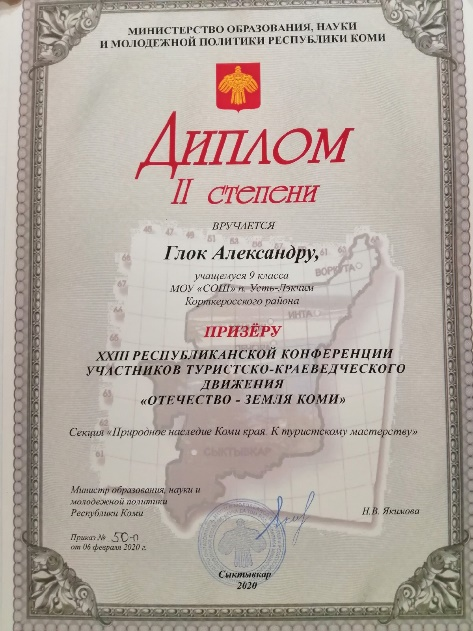 МИНИСТЕРСТВО ОБРАЗОВАНИЯ, НАУКИ
И МОЛОДЕЖНОЙ ПОЛИТИКИ РЕСПУБЛИКИ КОМИ
ДИПЛОМ
II СТЕПЕНИ
ВРУЧАЕТСЯ
Глок Александру,
учащемуся 9 класса
МОУ «СОШ» п. Усть-Лэкчим
Корткеросского района
ПРИЗЁРУ
XXIII РЕСПУБЛИКАНСКОЙ КОНФЕРЕНЦИИ
УЧАСТНИКОВ ТУРИСТСКО-КРАЕВЕДЧЕСКОГО
ДВИЖЕНИЯ
«ОТЕЧЕСТВО - ЗЕМЛЯ КОМИ»
Секция «Природное наследие Коми края. К туристскому мастерству»
ВОРКУТА
ИНТА
СЫКТЫВКАР
Министр образования, науки и
молодежной политики
Республики Коми
Н.В. Якимова
Приказ № 50-п
от 06 февраля 2020 г.
Сыктывкар
2020